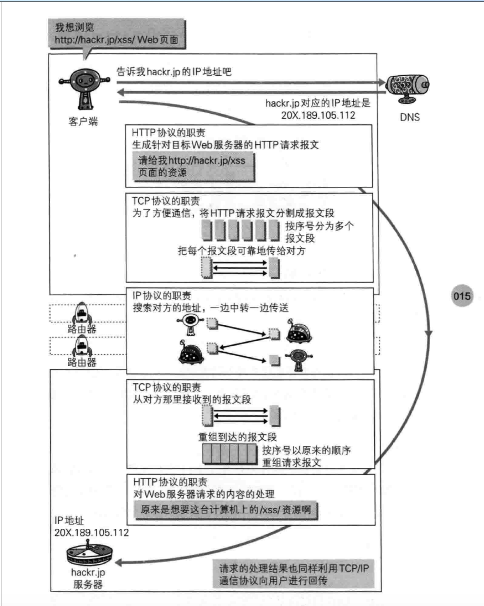 我想浏览
http://hackr.jp/xss/ Web页面
告诉我hackr.jp的IP地址吧
hackr.jp对应的IP地址是
20X.189.105.112
客户端
DNS
HTTP协议的职责
生成针对目标Web服务器的HTTP请求报文
请给我http://hackr.jp/xss
页面的资源
TCP协议的职责
为了方便通信，将HTTP请求报文分割成报文段
按序号分为多个
报文段
把每个报文段可靠地传给对方
IP协议的职责
搜索对方的地址，一边中转一边传送
路由器
路由器
015
TCP协议的职责
从对方那里接收到的报文段
重组到达的报文段
按序号以原来的顺序
重组请求报文
HTTP协议的职责
对Web服务器请求的内容的处理
原来是想要这台计算机上的/xss/资源啊
IP地址
20X.189.105.112
hackr.jp
服务器
请求的处理结果也同样利用TCP/IP
通信协议向用户进行回传